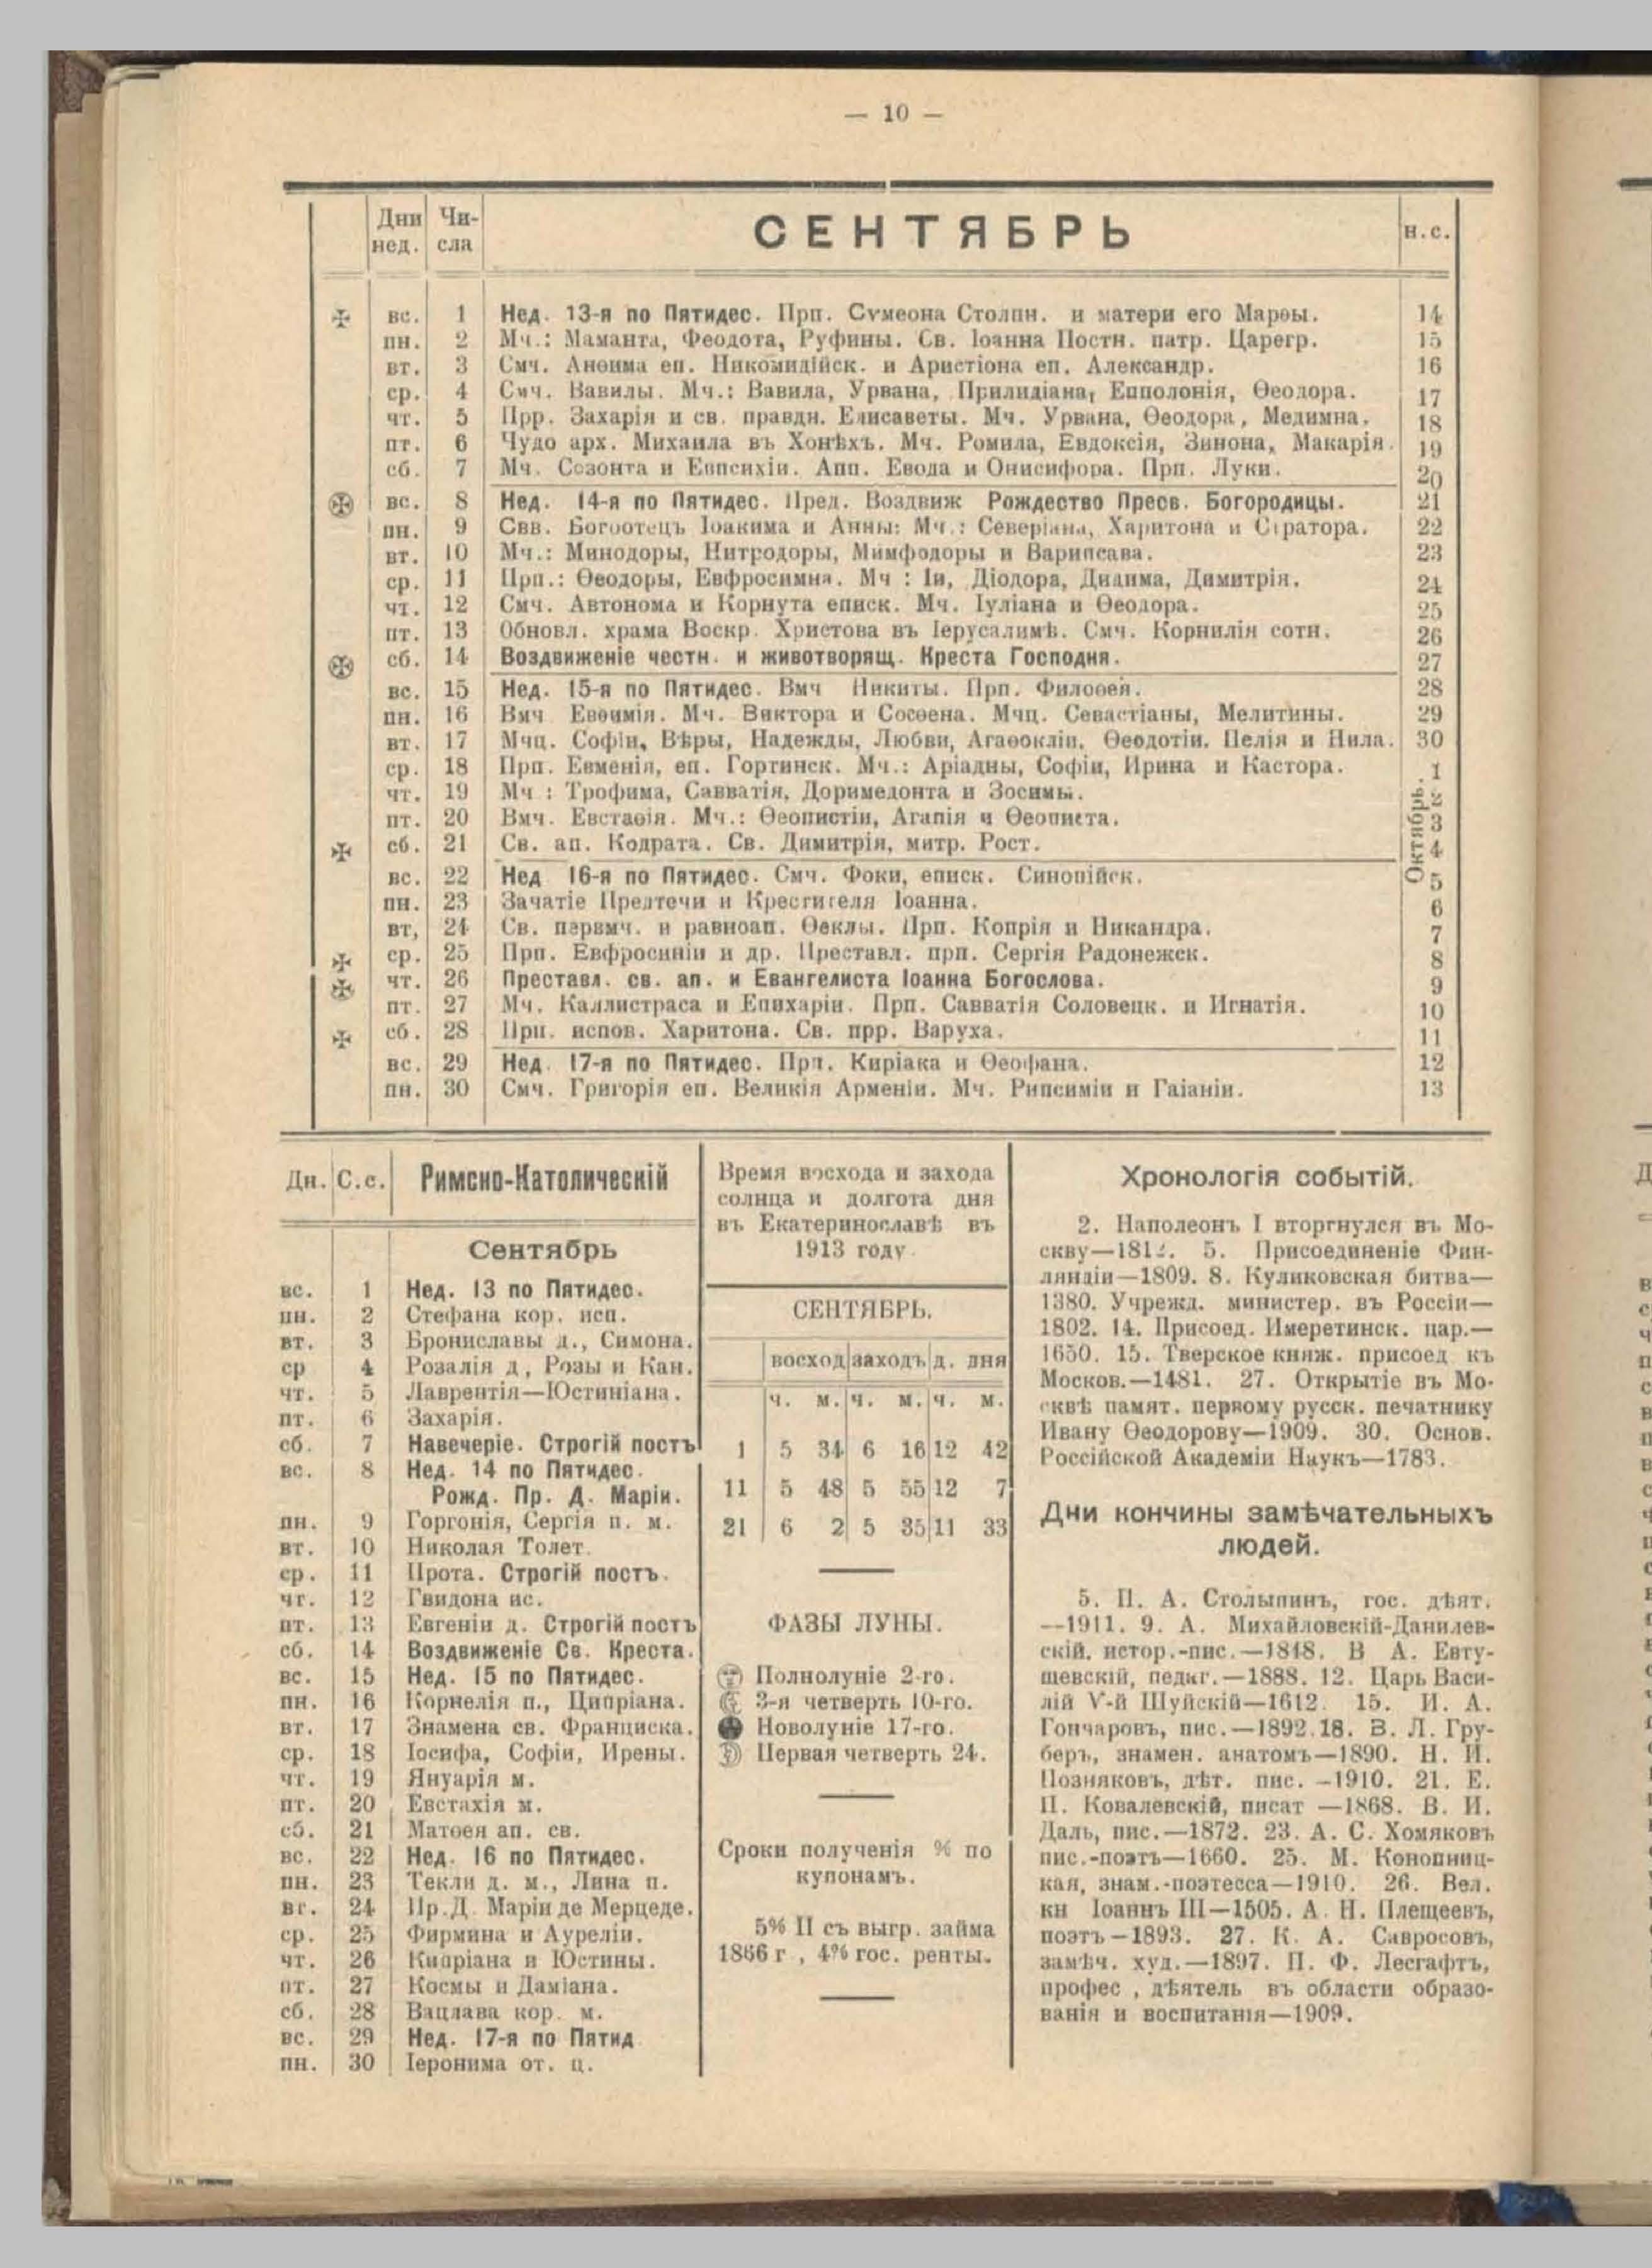 — 10 —
Дни нед. Чи- сла СЕНТЯБРЬ н.с.
вс. 1 Нед. 13-я по Пятидес. Прп. Сѵмеона Столпн. и матери его Марѳы. 14
пн. 2 Мч.: Маманта, Феодота, Руфины. Св. Іоанна Постн. патр. Царегр. 15
вт. 3 Смч. Анѳима еп. Никомидійск. и Аристіона еп. Александр. 16
ср. 4 Смч. Вавилы. Мч.: Вавила, Урвана, Прилидіана, Епполонія, Ѳеодора. 17
чт. 5 Прр. Захарія и св. праведн. Елисаветы. Мч. Урвана, Ѳеодора, Медимна. 18
пт. 6 Чудо арх. Михаила въ Хонѣхъ. Мч. Ромила, Евдоксія, Зинона, Макарія. 19
сб. 7 Мч. Созонта и Евпсихіи. Апп. Евода и Онисифора. Прп. Луки. 20
вс. 8 Нед. 14-я по Пятидес. Пред. Воздвиж Рождество Пресв. Богородицы. 21
пн. 9 Свв. Богоотецъ Іоакима и Анны: Мч.: Северіана, Харитона и Стратора. 22
вт. 10 Мч.: Минодоры, Нитродоры, Мимфодоры и Варипсава. 23
ср. 11 Прп.: Ѳеодоры, Евфросимна. Мч : Іи, Діодора, Дидима, Димитрія. 24
чт. 12 Смч. Автонома и Корнута еписк. Мч. Іуліана и Ѳеодора. 25
пт. 13 Обновл. храма Воскр. Христова въ Іерусалимѣ. Смч. Корнилія сотн. 26
сб. 14 Воздвиженіе честн. и животворящ. Креста Господня. 27
вс. 15 Нед. 15-я по Пятидес. Вмч Никиты. Прп. Филоѳея. 28
пн. 16 Вмч Евѳимія. Мч. Виктора и Сосѳена. Мчц. Севастіаны, Мелитины. 29
вт. 17 Мчц. Софіи, Вѣры, Надежды, Любви, Агаѳокліи, Ѳеодотіи. Пелія и Нила. 30
ср. 18 Прп. Евменія, еп. Гортинск. Мч.: Аріадны, Софіи, Ирина и Кастора. 1
чт. 19 Мч : Трофима, Савватія, Доримедонта и Зосимы. 2
пт. 20 Вмч. Евстаѳія. Мч.: Ѳеопистіи, Агапія и Ѳеописта. 3
сб. 21 Св. ап. Кодрата. Св. Димитрія, митр. Рост. 4
Октябрь.
вс. 22 Нед 16-я по Пятидес. Смч. Фоки, еписк. Синопійск. 5
пн. 23 Зачатіе Предтечи и Крестителя Іоанна. 6
вт, 24 Св. первмч. и равноап. Ѳеклы. Прп. Копрія и Никандра. 7
ср. 25 Прп. Евфросиніи и др. Преставл. прп. Сергія Радонежск. 8
чт. 26 Преставл. св. ап. и Евангелиста Іоанна Богослова. 9
пт. 27 Мч. Каллистраса и Епихаріи. Прп. Савватія Соловецк. и Игнатія. 10
сб. 28 Прп. испов. Харитона. Св. прр. Варуха. 11
вс. 29 Нед. 17-я по Пятидес. Прп. Киріака и Ѳеофана. 12
пн. 30 Смч. Григорія еп. Великія Арменіи. Мч. Рипсиміи и Гаіаніи. 13
Дн. С.с. Римско-Католическій
Сентябрь
вс. 1 Нед. 13 по Пятидес.
пн. 2 Стефана кор. исп.
вт. 3 Брониславы д., Симона.
ср 4 Розалія д, Розы и Кан.
чт. 5 Лаврентія—Юстиніана.
пт. 6 Захарія.
сб. 7 Навечеріе. Строгій постъ
вс. 8 Нед. 14 по Пятидес.
Рожд. Пр. Д. Маріи.
пн. 9 Горгонія, Сергія п. м.
вт. 10 Николая Толет.
ср. 11 Прота. Строгій постъ.
чт. 12 Гвидона ис.
пт. 13 Евгеніи д. Строгій постъ
сб. 14 Воздвиженіе Св. Креста.
вс. 15 Нед. 15 по Пятидес.
пн. 16 Корнелія п., Ципріана.
вт. 17 Знамена св. Франциска.
ср. 18 Іосифа, Софіи, Ирены.
чт. 19 Януарія м.
пт. 20 Евстахія м.
сб. 21 Матѳея ап. св.
вс. 22 Нед. 16 по Пятидес.
пн. 23 Теклы д. м., Лина п.
вт. 24 Пр.Д. Маріи де Мерцеде.
ср. 25 Фирмина и Ауреліи.
чт. 26 Кипріана и Юстины.
пт. 27 Космы и Даміана.
сб. 28 Вацлава кор. м.
вс. 29 Нед. 17-я по Пятид
пн. 30 Іеронима от. ц.
Время восхода и захода
солнца и долгота дня
въ Екатеринославѣ въ
1913 году.
СЕНТЯБРЬ.
восход заходъ д. дня
ч. м. ч. м. ч. м.
1 5 34 6 16 12 42
11 5 48 5 55 12 7
21 6 2 5 35 11 33
ФАЗЫ ЛУНЫ.
Полнолуніе 2-го.
3-я четверть 10-го.
Новолуніе 17-го.
Первая четверть 24.
Сроки полученія % по
купонамъ.
5% II съ выгр. займа
1866 г , 4% гос. ренты.
Хронологія событій.
2. Наполеонъ I вторгнулся въ Мо-
скву—1812. 5. Присоединеніе Фин-
ляндіи—1809. 8. Куликовская битва—
1380. Учрежд. министер. въ Россіи—
1802. 14. Присоед. Имеретинск. цар.—
1650. 15. Тверское княж. присоед къ
Москов.—1481. 27. Открытіе въ Мо-
сквѣ памят. первому русск. печатнику
Ивану Ѳеодорову—1909. 30. Основ.
Россійской Академіи Наукъ—1783.
Дни кончины замѣчательныхъ
людей.
5. П. А. Столыпинъ, гос. дѣят.
—1911. 9. А. Михайловскій-Данилев-
скій, истор.-пис.—1848. В А. Евту-
шевскій, педаг.—1888. 12. Царь Васи-
лій V-й Шуйскій—1612. 15. И. А.
Гончаровъ, пис.—1892. 18. В. Л. Гру-
беръ, знамен. анатомъ—1890. Н. И.
Позняковъ, дѣт. пис. -1910. 21. Е.
П. Ковалевскій, писат —1868. В. И.
Даль, пис.—1872. 23. А. С. Хомяковъ
пис.-поэтъ—1660. 25. М. Конопниц-
кая, знам.-поэтесса—1910. 26. Вел.
кн Іоаннъ III—1505. А. Н. Плещеевъ,
поэтъ—1893. 27. К. А. Савросовъ,
замѣч. худ.—1897. П. Ф. Лесгафтъ,
профес , дѣятель въ области образо-
ванія и воспитанія—1909.